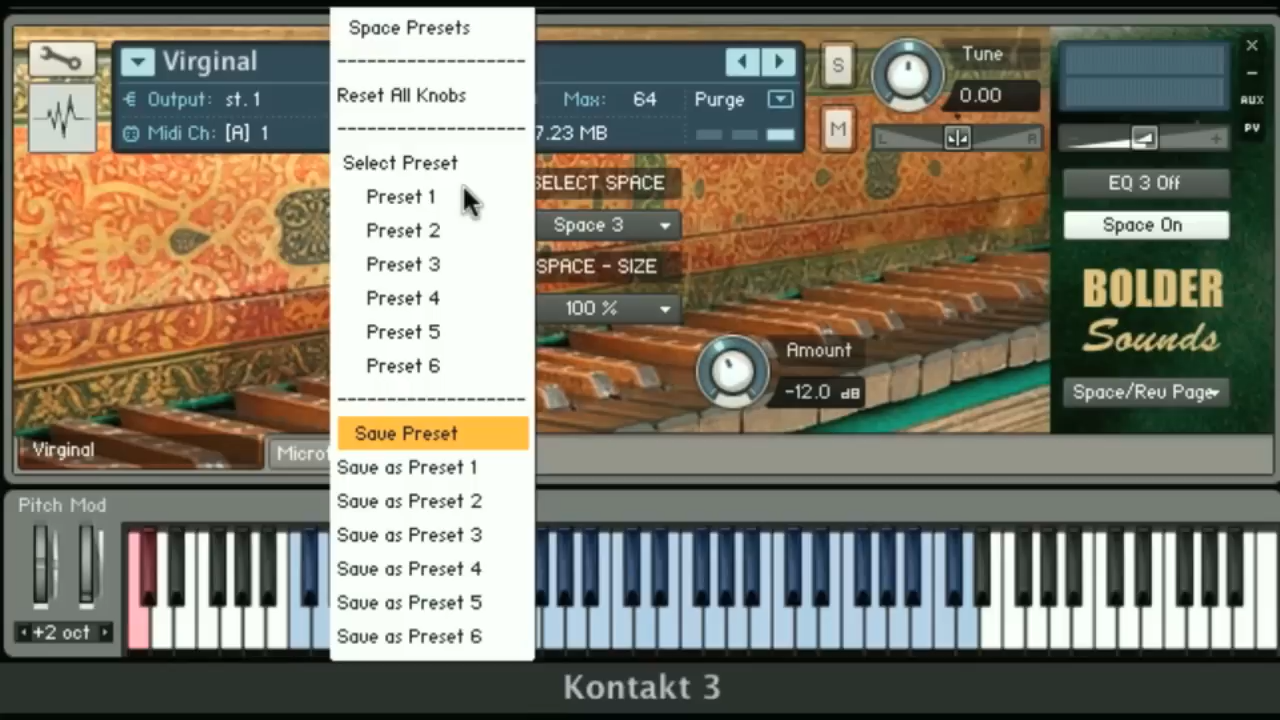 Space Presets
Reset All Knobs
Select Preset
Preset 1
Preset 2
Preset 3
Preset 4
Preset 5
Preset 6
Save Preset
Save as Preset 1
Save as Preset 2
Save as Preset 3
Save as Preset 4
Save as Preset 5
Save as Preset 6
Virginal
Output: st. 1
Max: 64
Purge
Midi Ch: [A] 1
7.23 MB
S
M
Tune
0.00
L R
AUX
PV
SELECT SPACE
Space 3
SPACE - SIZE
100 %
Amount
-12.0 dB
EQ 3 Off
Space On
BOLDER
Sounds
Space/Rev Page
Virginal
Pitch Mod
+2 oct
Kontakt 3